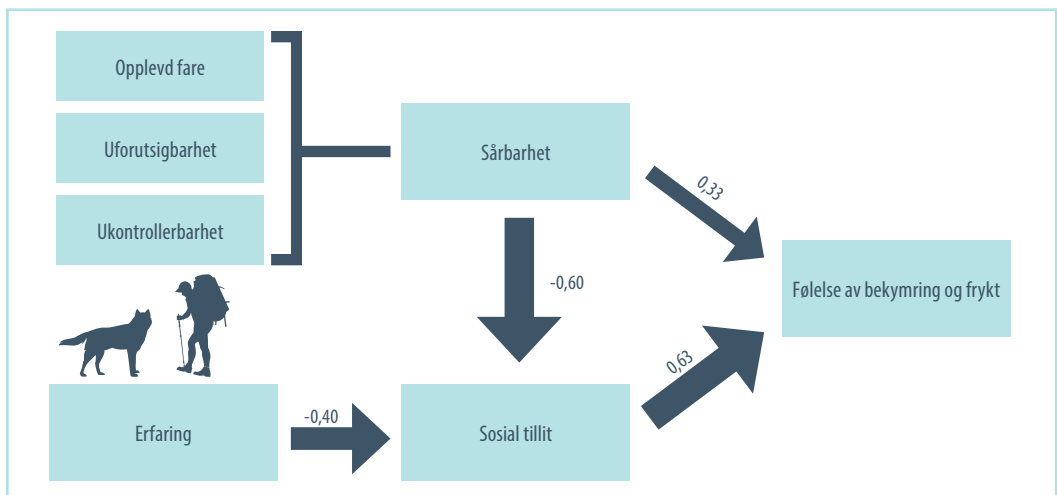 Opplevd fare
Uforutsigbarhet
Ukontrollerbarhet
Sårbarhet
0,33
-0,60
Følelse av bekymring og frykt
0,63
Erfaring
-0,40
Sosial tillit